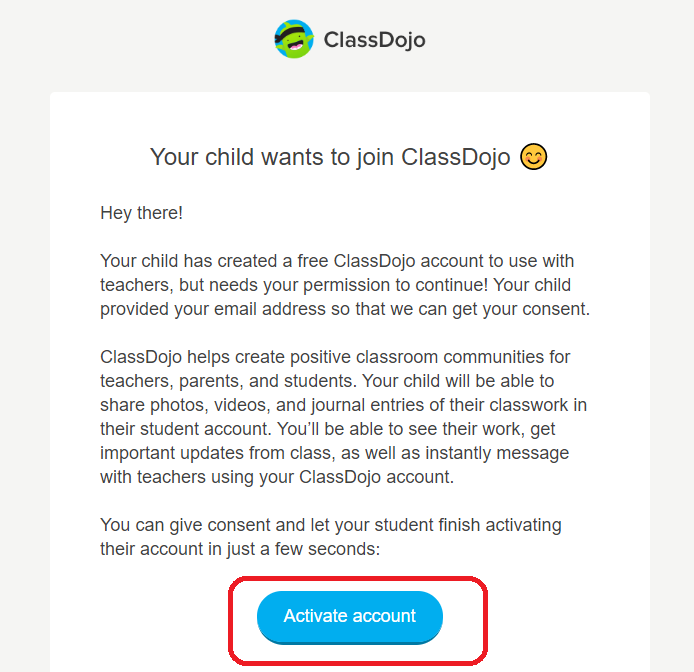 ClassDojo
Your child wants to join ClassDojo 😊
Hey there!
Your child has created a free ClassDojo account to use with
teachers, but needs your permission to continue! Your child
provided your email address so that we can get your consent.
ClassDojo helps create positive classroom communities for
teachers, parents, and students. Your child will be able to
share photos, videos, and journal entries of their classwork in
their student account. You’ll be able to see their work, get
important updates from class, as well as instantly message
with teachers using your ClassDojo account.
You can give consent and let your student finish activating
their account in just a few seconds:
Activate account